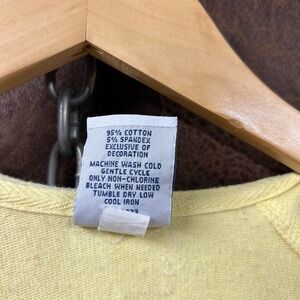 95% COTTON
5% SPANDEX
EXCLUSIVE OF
DECORATION
MACHINE WASH COLD
GENTLE CYCLE
ONLY NON-CHLORINE
BLEACH WHEN NEEDED
TUMBLE DRY LOW
COOL IRON